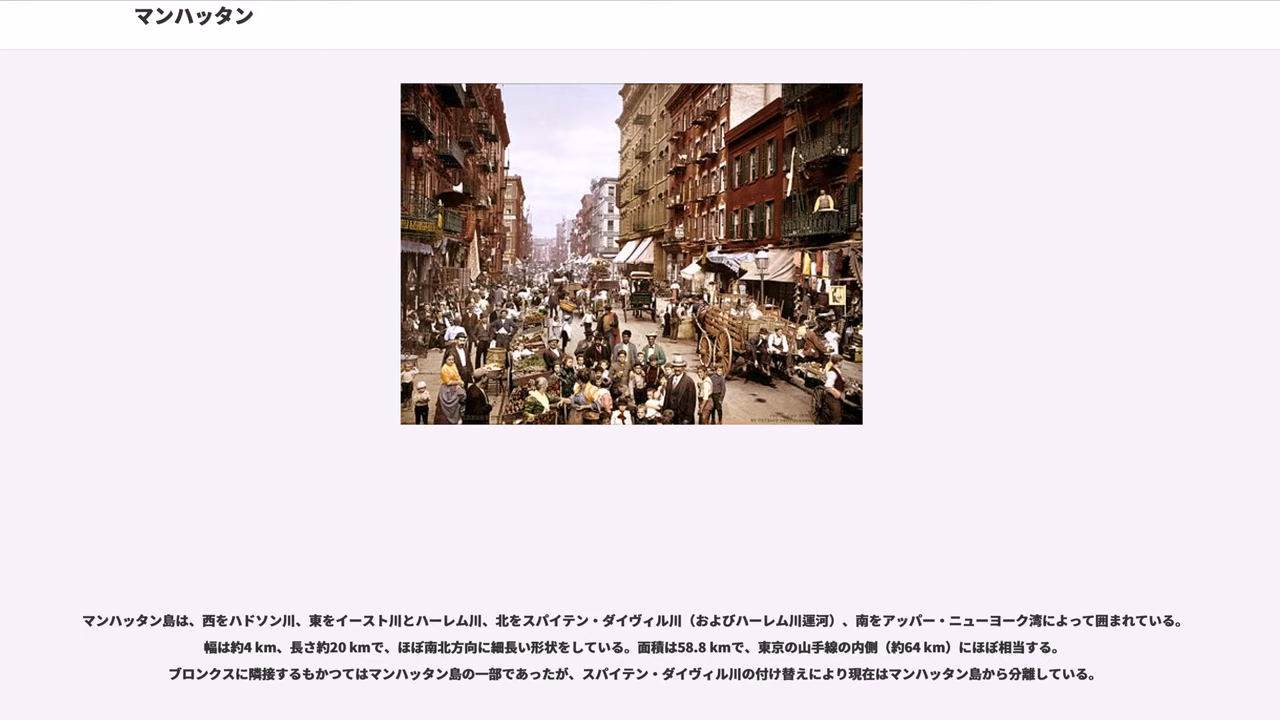 マンハッタン
マンハッタン島は、西をハドソン川、東をイースト川とハーレム川、北をスパイテン・ダイヴィル川（およびハーレム川運河）、南をアッパー・ニューヨーク湾によって囲まれている。
幅は約4 km、長さ約20 kmで、ほぼ南北方向に細長い形状をしている。面積は58.8 kmで、東京の山手線の内側（約64 km）にほぼ相当する。
ブロンクスに隣接するもかつてはマンハッタン島の一部であったが、スパイテン・ダイヴィル川の付け替えにより現在はマンハッタン島から分離している。